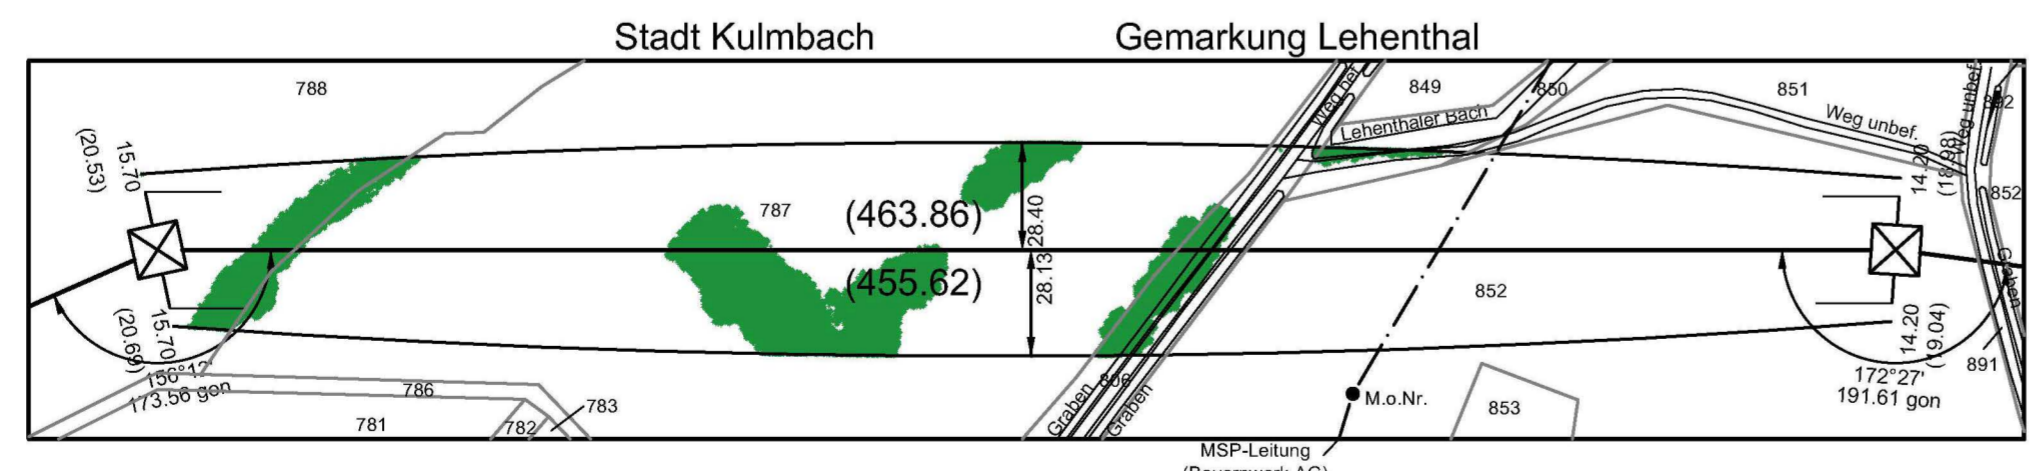 Stadt Kulmbach
Gemarkung Lehenthal
788
849
850
851
892
Weg bef.
Lehenthaler Bach
Weg unbef.
Weg unbef.
15.70
(20.53)
14.20
(18.98)
787
(463.86)
28.40
852
(455.62)
28.13
852
Graben
15.70
(20.69)
14.20
(19.04)
173.56 gon
172°27'
191.61 gon
891
786
806
783
781
782
Graben
Graben
M.o.Nr.
853
MSP-Leitung